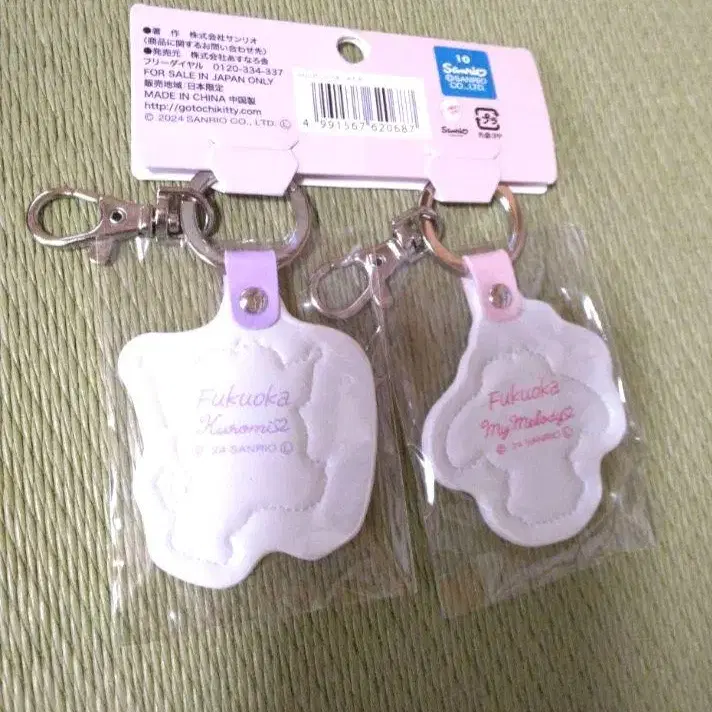 ●著 作 株式会社サンリオ
(商品に関するお問い合わせ先)
●発売元 株式会社あすなろ舎
フリーダイヤル 0120-334-337
FOR SALE IN JAPAN ONLY
販売地域 日本限定
MADE IN CHINA 中国製
http://gotochikitty.com
© 2024 SANRIO CO., LTD. Ⓛ
4 991567 620687
10
Sanrio
©SANRIO
CO., LTD.
Sanrio
プラ
Fukuoka
Kuromi♡
© '24 SANRIO Ⓛ
Fukuoka
My Melody♡
© '24 SANRIO Ⓛ